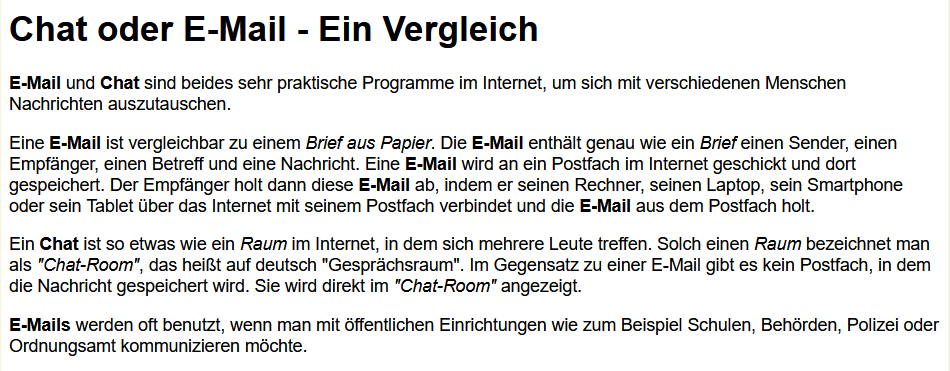 Chat oder E-Mail - Ein Vergleich
E-Mail und Chat sind beides sehr praktische Programme im Internet, um sich mit verschiedenen Menschen
Nachrichten auszutauschen.
Eine E-Mail ist vergleichbar zu einem Brief aus Papier. Die E-Mail enthält genau wie ein Brief einen Sender, einen
Empfänger, einen Betreff und eine Nachricht. Eine E-Mail wird an ein Postfach im Internet geschickt und dort
gespeichert. Der Empfänger holt dann diese E-Mail ab, indem er seinen Rechner, seinen Laptop, sein Smartphone
oder sein Tablet über das Internet mit seinem Postfach verbindet und die E-Mail aus dem Postfach holt.
Ein Chat ist so etwas wie ein Raum im Internet, in dem sich mehrere Leute treffen. Solch einen Raum bezeichnet man
als "Chat-Room", das heißt auf deutsch "Gesprächsraum". Im Gegensatz zu einer E-Mail gibt es kein Postfach, in dem
die Nachricht gespeichert wird. Sie wird direkt im "Chat-Room" angezeigt.
E-Mails werden oft benutzt, wenn man mit öffentlichen Einrichtungen wie zum Beispiel Schulen, Behörden, Polizei oder
Ordnungsamt kommunizieren möchte.